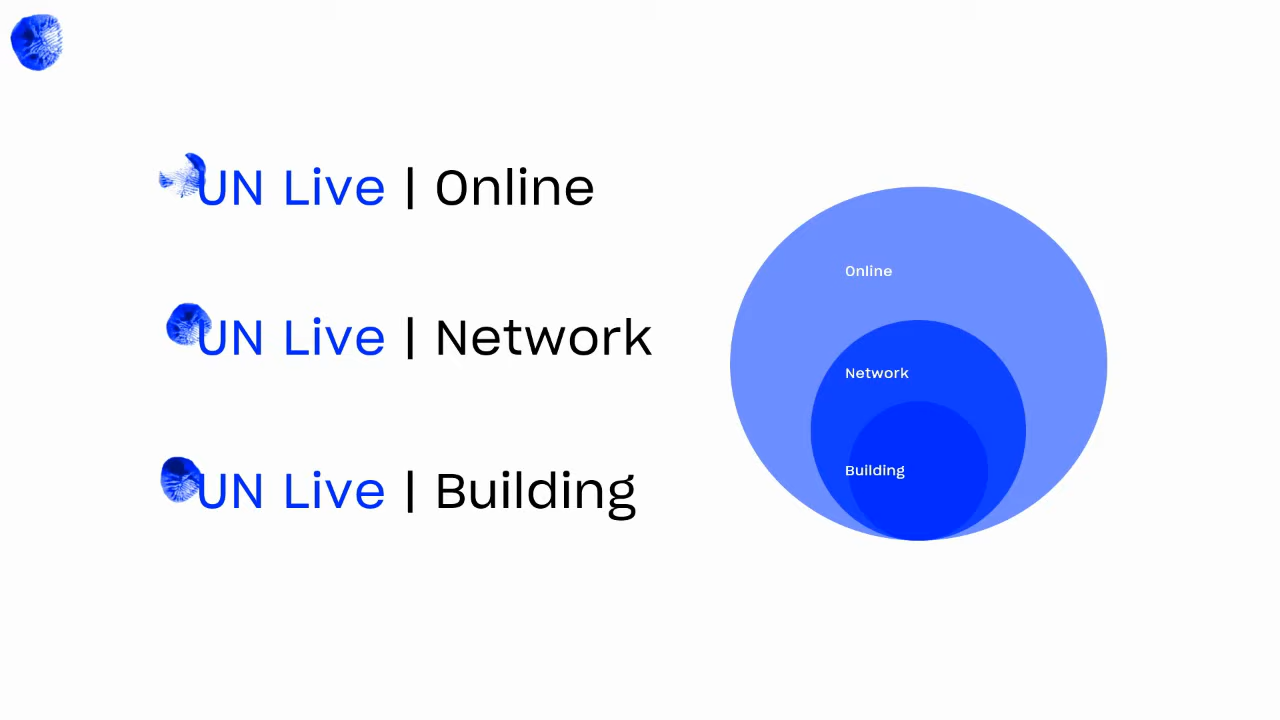 UN Live | Online
UN Live | Network
UN Live | Building
Online
Network
Building